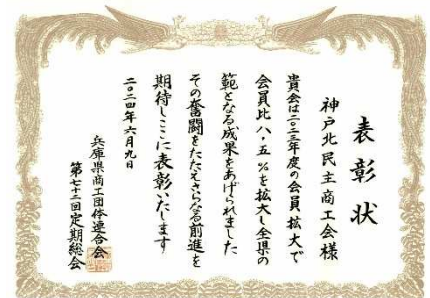 表彰状
神戸北民主商工会様
貴会は二〇二三年度の会員拡大で
会員比八・五%を拡大し全県の
範となる成果をあげられました
その奮闘をたたえさらなる前進を
期待しここに表彰いたします
二〇二四年六月九日
兵庫県商工団体連合会
第七十二回定期総会